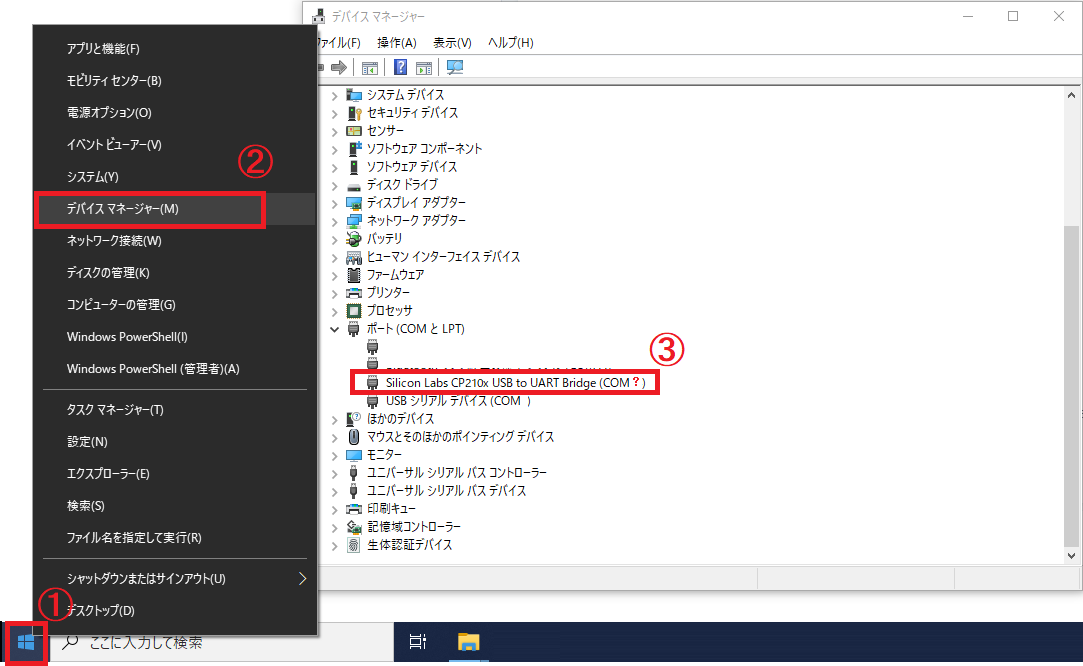 デバイス マネージャー
ファイル(F) 操作(A) 表示(V) ヘルプ(H)
アプリと機能(F)
モビリティ センター(B)
電源オプション(O)
イベント ビューアー(V)
システム(Y)
②
デバイス マネージャー(M)
ネットワーク接続(W)
ディスクの管理(K)
コンピューターの管理(G)
Windows PowerShell(I)
Windows PowerShell (管理者)(A)
タスク マネージャー(T)
設定(N)
エクスプローラー(E)
検索(S)
ファイル名を指定して実行(R)
シャットダウンまたはサインアウト(U)
①
デスクトップ(D)
ここに入力して検索
システム デバイス
セキュリティ デバイス
センサー
ソフトウェア コンポーネント
ソフトウェア デバイス
ディスク ドライブ
ディスプレイ アダプター
ネットワーク アダプター
バッテリ
ヒューマン インターフェイス デバイス
ファームウェア
プリンター
プロセッサ
ポート (COM と LPT)
③
Silicon Labs CP210x USB to UART Bridge (COM?)
USB シリアル デバイス (COM )
ほかのデバイス
マウスとそのほかのポインティング デバイス
モニター
ユニバーサル シリアル バス コントローラー
ユニバーサル シリアル バス デバイス
印刷キュー
記憶域コントローラー
生体認証デバイス